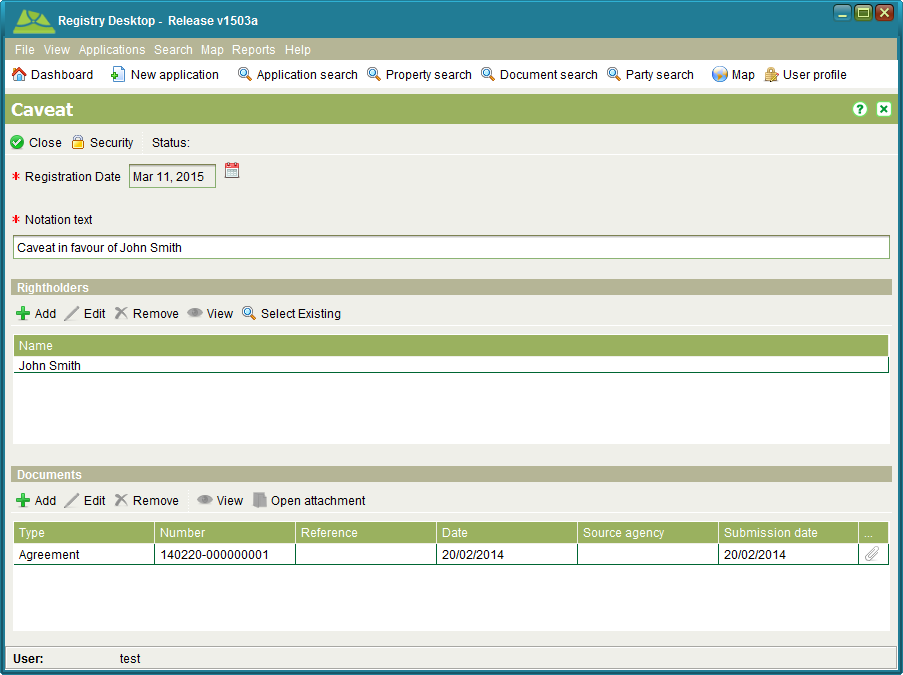 Registry Desktop - Release v1503a
File View Applications Search Map Reports Help
Dashboard New application Application search Property search Document search Party search Map User profile
Caveat
Close Security Status:
* Registration Date Mar 11, 2015
* Notation text
Caveat in favour of John Smith
Rightholders
Add Edit Remove View Select Existing
Name
John Smith
Documents
Add Edit Remove View Open attachment
Type Number Reference Date Source agency Submission date ...
Agreement 140220-000000001 20/02/2014 20/02/2014
User: test